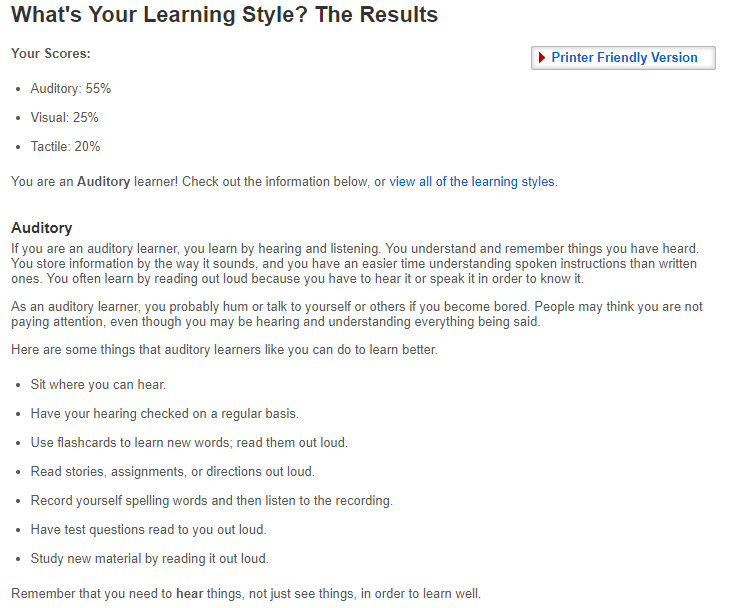 What's Your Learning Style? The Results
Your Scores:
Printer Friendly Version
• Auditory: 55%
• Visual: 25%
• Tactile: 20%
You are an Auditory learner! Check out the information below, or view all of the learning styles.
Auditory
If you are an auditory learner, you learn by hearing and listening. You understand and remember things you have heard.
You store information by the way it sounds, and you have an easier time understanding spoken instructions than written
ones. You often learn by reading out loud because you have to hear it or speak it in order to know it.
As an auditory learner, you probably hum or talk to yourself or others if you become bored. People may think you are not
paying attention, even though you may be hearing and understanding everything being said.
Here are some things that auditory learners like you can do to learn better.
• Sit where you can hear.
• Have your hearing checked on a regular basis.
• Use flashcards to learn new words; read them out loud.
• Read stories, assignments, or directions out loud.
• Record yourself spelling words and then listen to the recording.
• Have test questions read to you out loud.
• Study new material by reading it out loud.
Remember that you need to hear things, not just see things, in order to learn well.